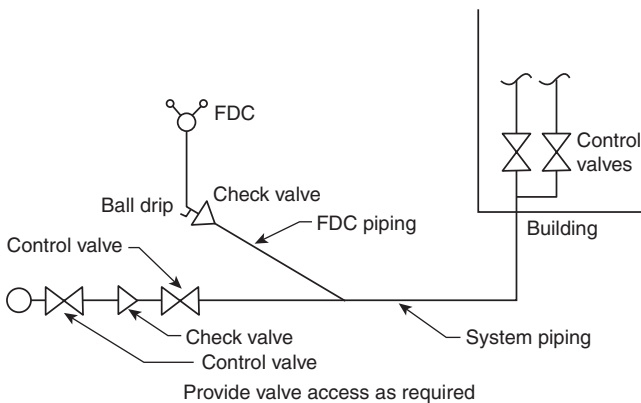 FDC
Control
valves
Check valve
Ball drip
FDC piping
Building
Control valve
Check valve
System piping
Control valve
Provide valve access as required